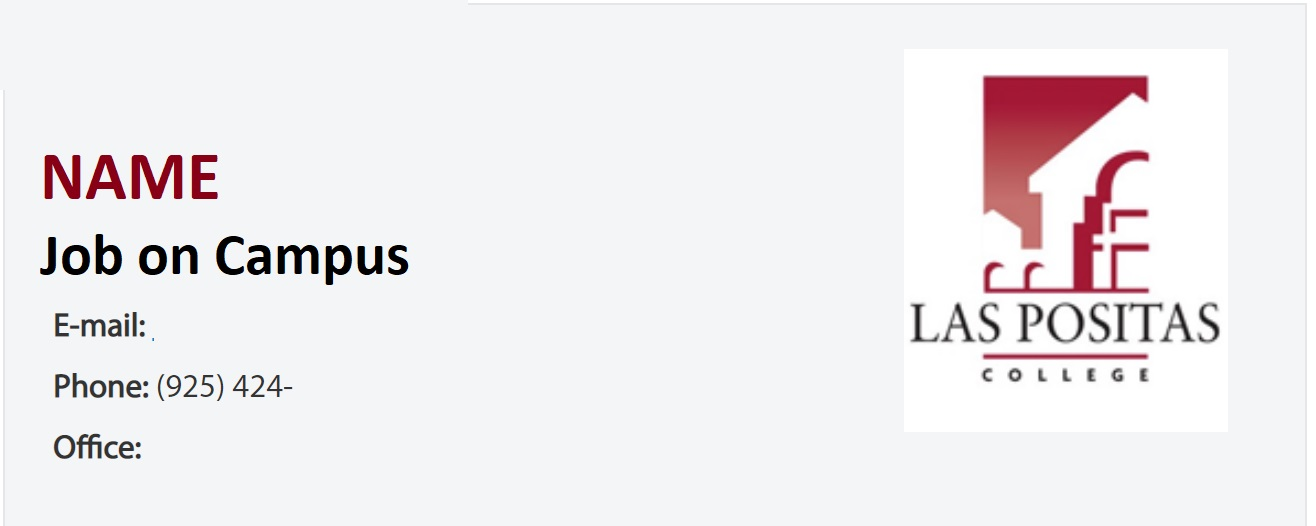 NAME
Job on Campus
E-mail:
Phone: (925) 424-
Office:
LAS POSITAS
COLLEGE